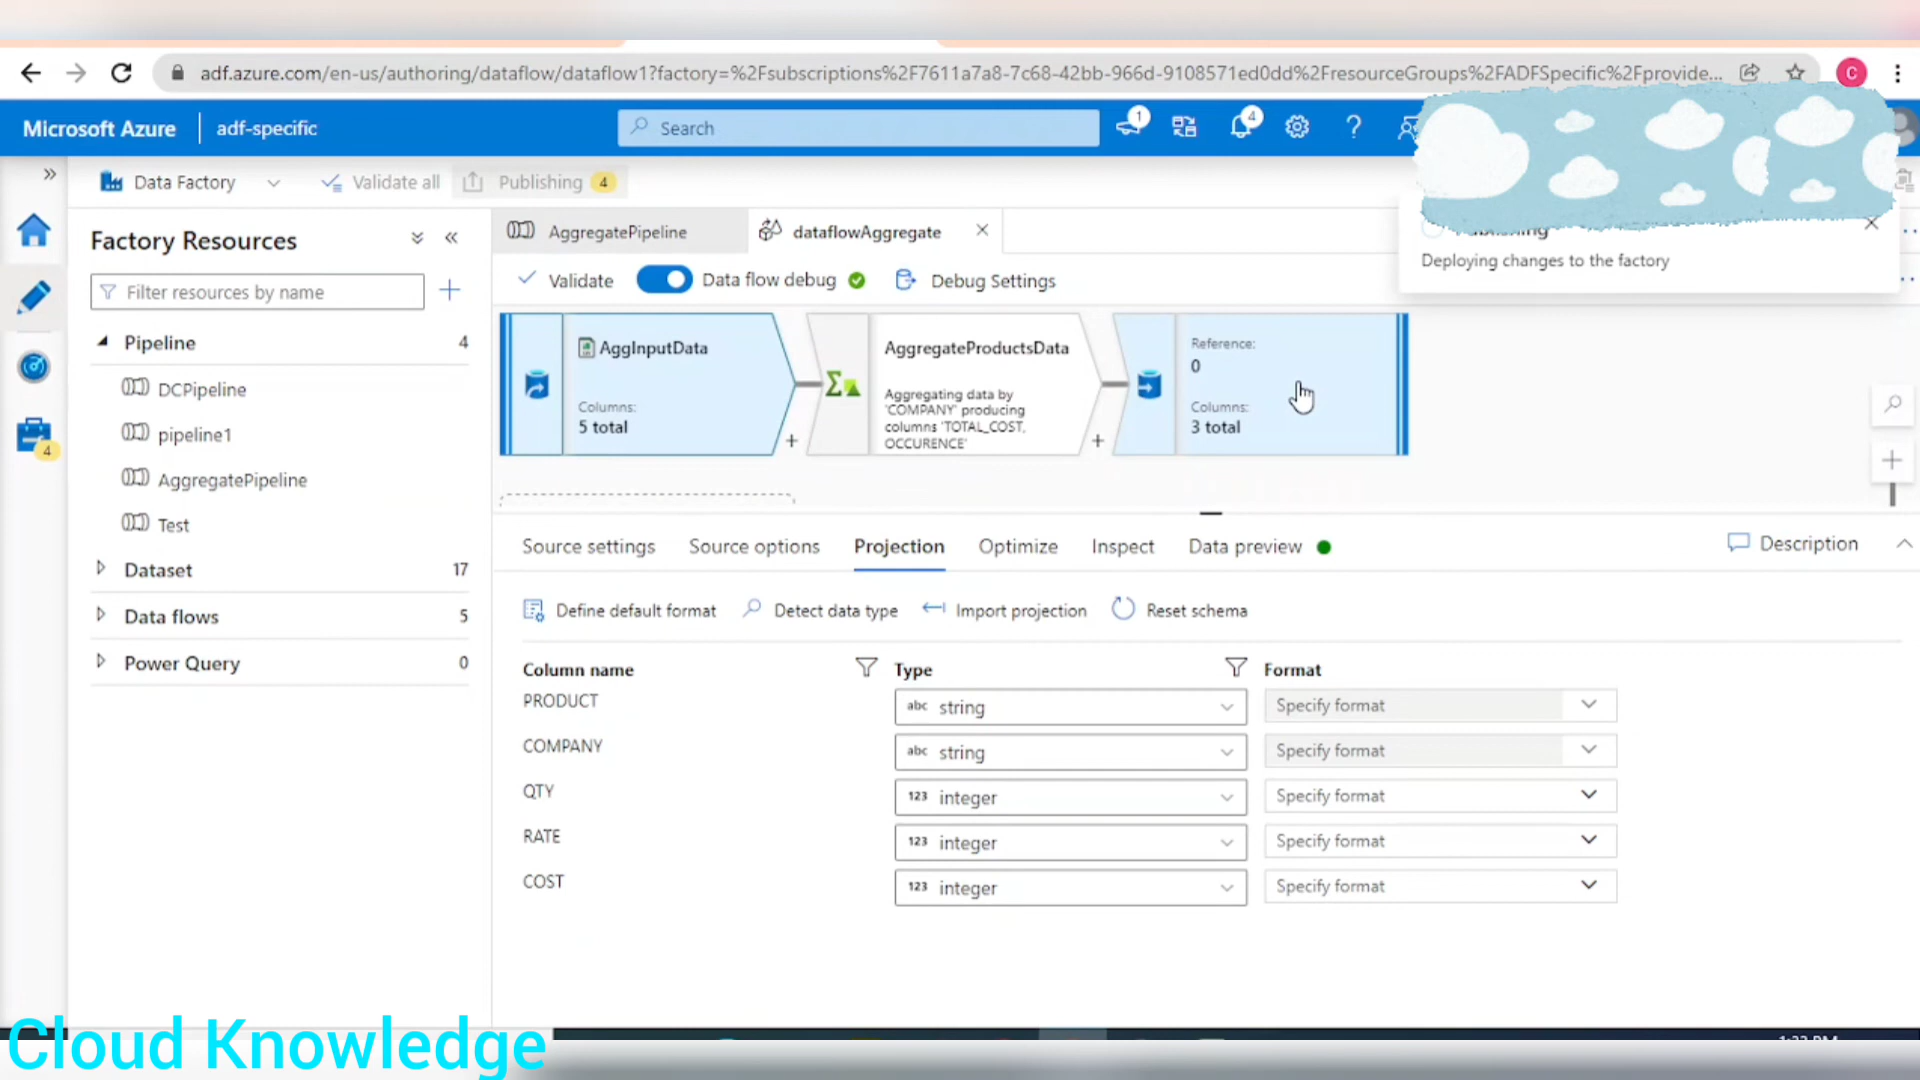 adf.azure.com/en-us/authoring/dataflow/dataflow1?factory=%2Fsubscriptions%2F7611a7a8-7c68-42bb-966d-9108571ed0dd%2FresourceGroups%2FADFSpecific%2Fprovide...
C
Microsoft Azure
adf-specific
Search
1
4
?
Data Factory
Validate all
Publishing
4
Factory Resources
Filter resources by name
Pipeline
4
DCPipeline
pipeline1
AggregatePipeline
Test
Dataset
17
Data flows
5
Power Query
0
4
AggregatePipeline
dataflowAggregate
Publishing
Deploying changes to the factory
Validate
Data flow debug
Debug Settings
AggInputData
Columns:
5 total
AggregateProductsData
Aggregating data by
'COMPANY' producing
columns 'TOTAL_COST,
OCCURENCE'
Reference:
0
Columns:
3 total
Source settings
Source options
Projection
Optimize
Inspect
Data preview
Description
Define default format
Detect data type
Import projection
Reset schema
Column name
Type
Format
PRODUCT
abc string
Specify format
COMPANY
abc string
Specify format
QTY
123 integer
Specify format
RATE
123 integer
Specify format
COST
123 integer
Specify format
Cloud Knowledge